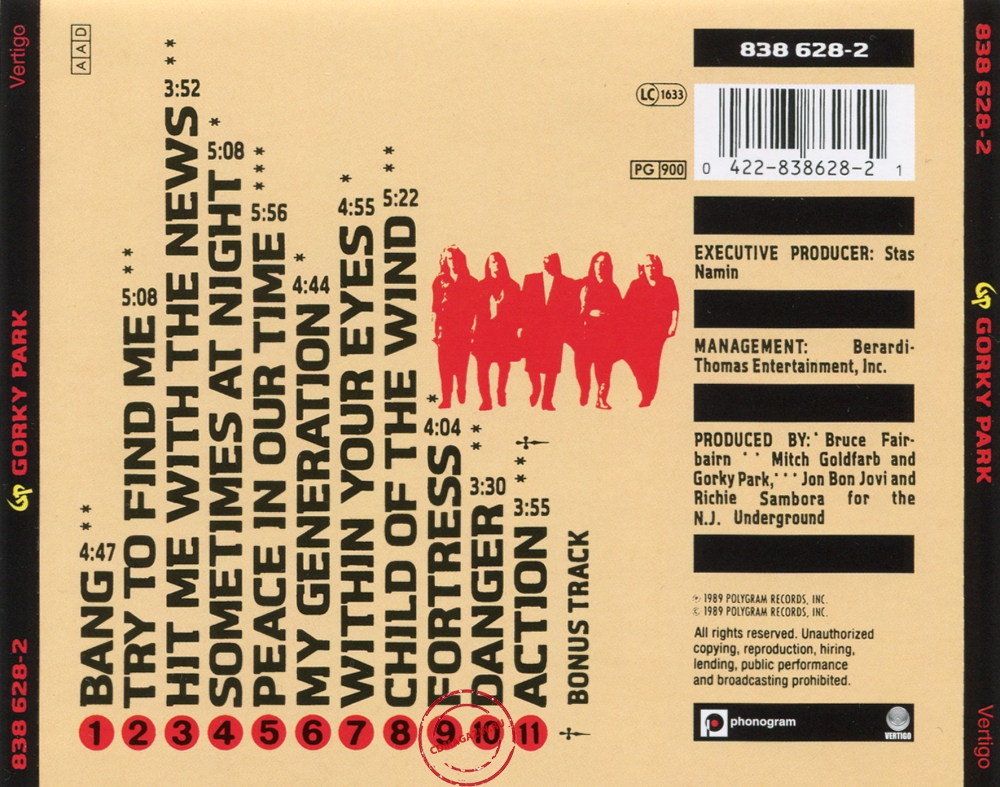 Vertigo
GP GORKY PARK
838 628-2
AAD
1 BANG 4:47 **
2 TRY TO FIND ME 5:08 **
3 HIT ME WITH THE NEWS 3:52 **
4 SOMETIMES AT NIGHT 5:08 *
5 PEACE IN OUR TIME 5:56 ***
6 MY GENERATION 4:44 *
7 WITHIN YOUR EYES 4:55 *
8 CHILD OF THE WIND 5:22 **
9 FORTRESS 4:04 *
10 DANGER 3:30 **
11 ACTION 3:55 ** †
† BONUS TRACK
838 628-2
LC 1633
PG 900
0 422-838628-2 1
EXECUTIVE PRODUCER: Stas
Namin
MANAGEMENT: Berardi-
Thomas Entertainment, Inc.
PRODUCED BY: * Bruce Fair-
bairn ** Mitch Goldfarb and
Gorky Park, *** Jon Bon Jovi and
Richie Sambora for the
N.J. Underground
℗ 1989 POLYGRAM RECORDS, INC.
© 1989 POLYGRAM RECORDS, INC.
All rights reserved. Unauthorized
copying, reproduction, hiring,
lending, public performance
and broadcasting prohibited.
phonogram
VERTIGO
838 628-2
GP GORKY PARK
Vertigo